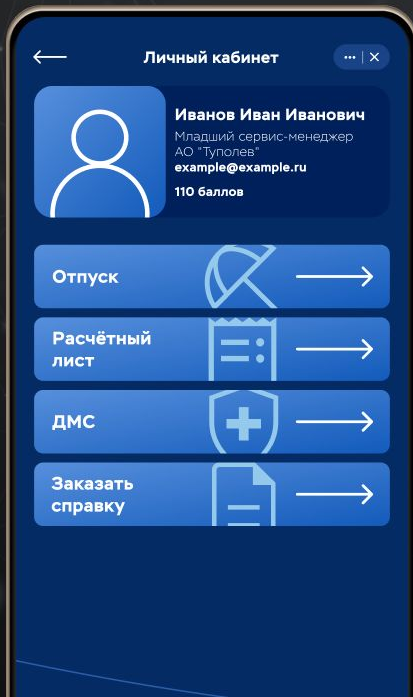 Личный кабинет
Иванов Иван Иванович
Младший сервис-менеджер
АО "Туполев"
example@example.ru
110 баллов
Отпуск
Расчётный
лист
ДМС
Заказать
справку